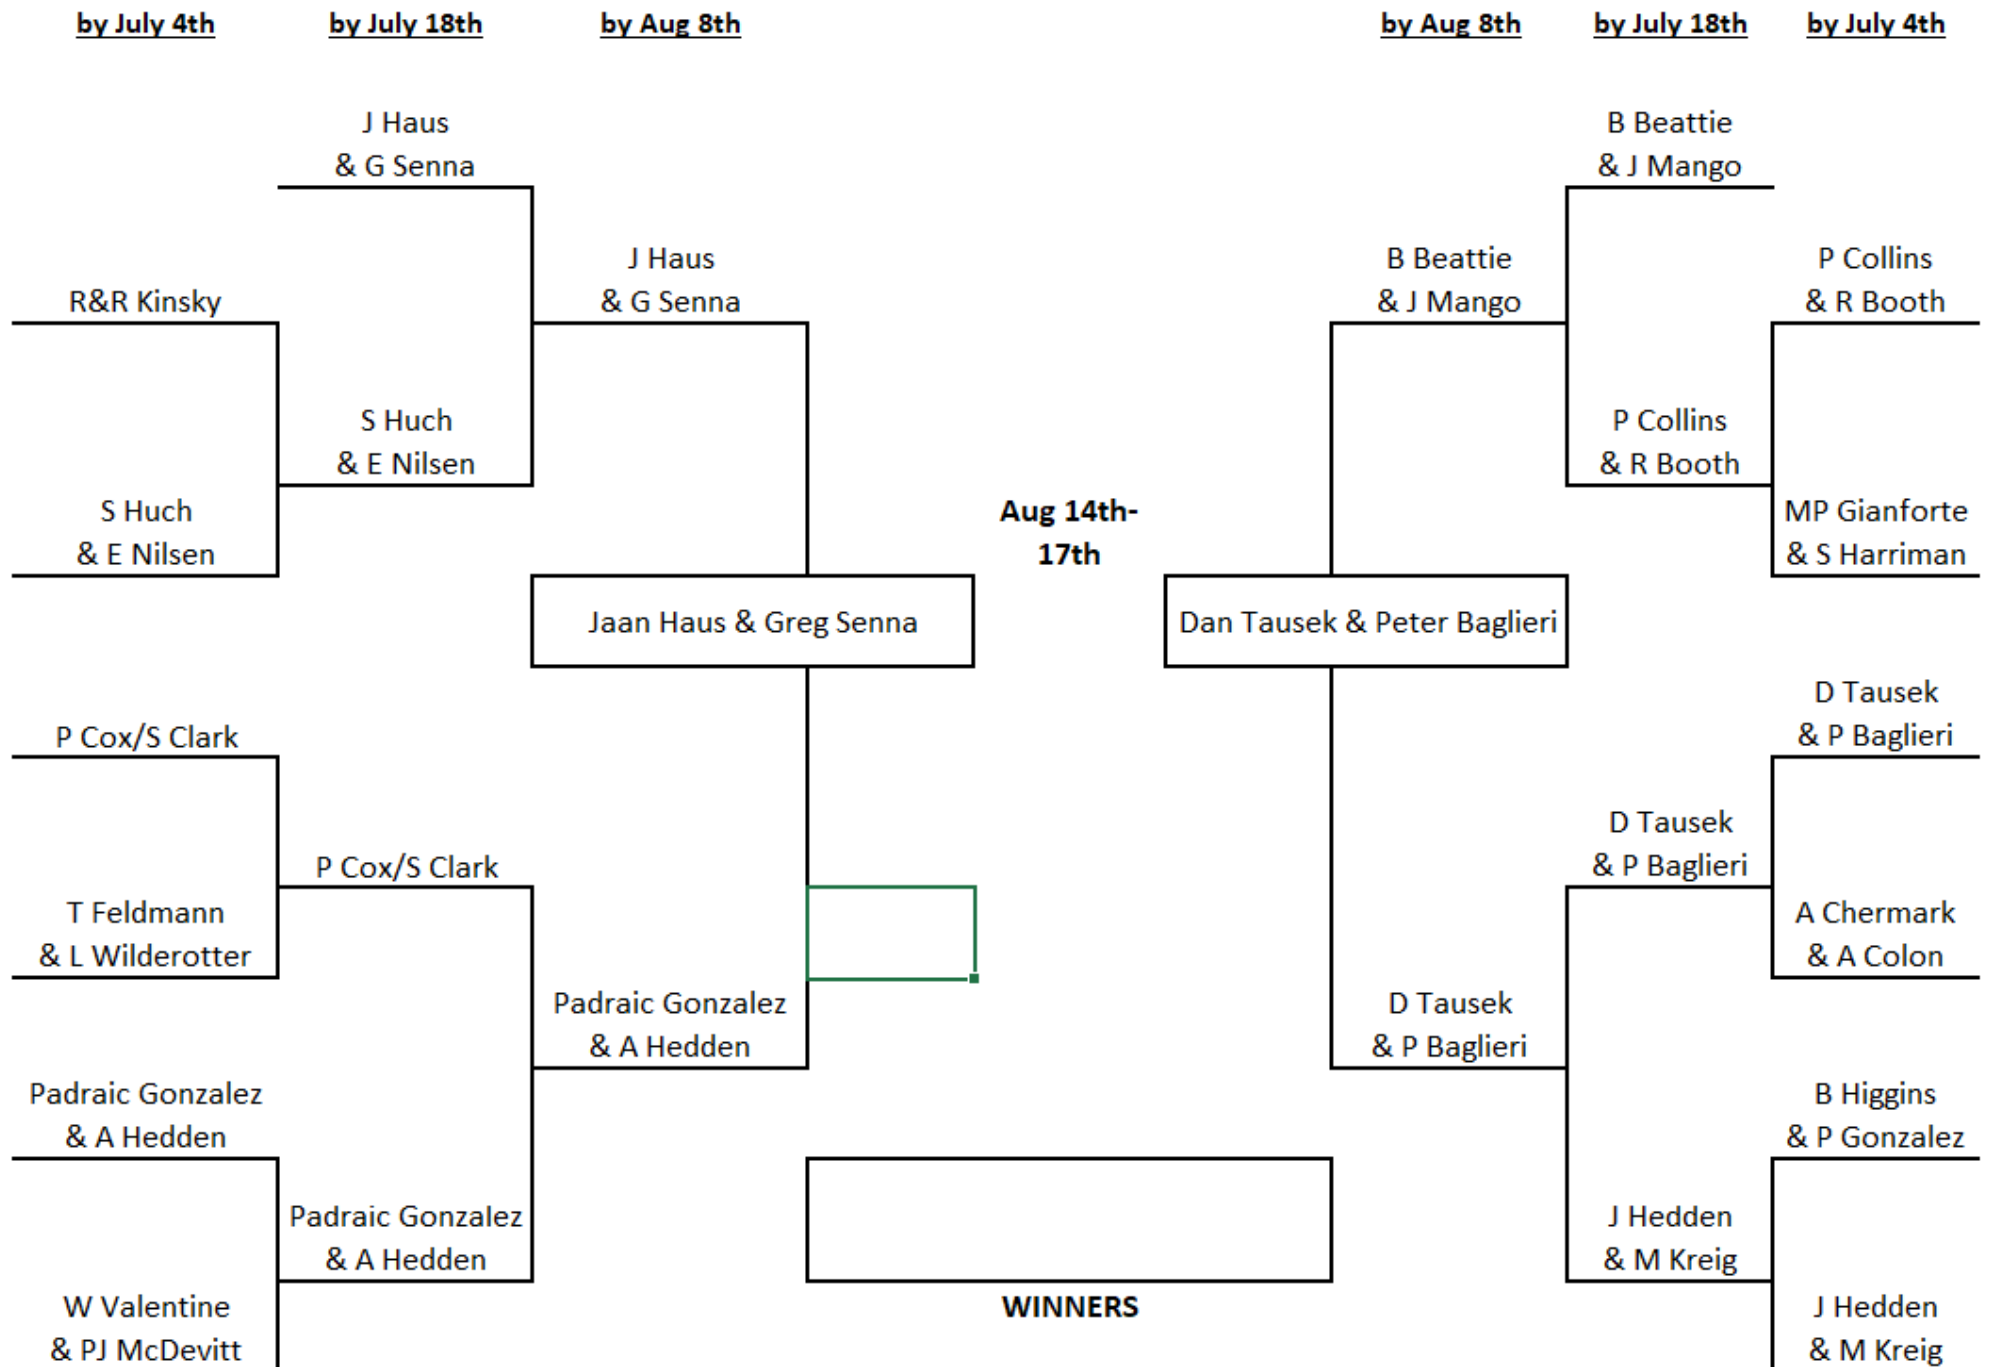 by July 4th
by July 18th
by Aug 8th
by Aug 8th
by July 18th
by July 4th
J Haus
& G Senna
B Beattie
& J Mango
R&R Kinsky
J Haus
& G Senna
B Beattie
& J Mango
P Collins
& R Booth
S Huch
& E Nilsen
P Collins
& R Booth
S Huch
& E Nilsen
Aug 14th-
17th
MP Gianforte
& S Harriman
Jaan Haus & Greg Senna
Dan Tausek & Peter Baglieri
P Cox/S Clark
D Tausek
& P Baglieri
P Cox/S Clark
D Tausek
& P Baglieri
T Feldmann
& L Wilderotter
A Chermark
& A Colon
Padraic Gonzalez
& A Hedden
D Tausek
& P Baglieri
Padraic Gonzalez
& A Hedden
B Higgins
& P Gonzalez
Padraic Gonzalez
& A Hedden
J Hedden
& M Kreig
W Valentine
& PJ McDevitt
WINNERS
J Hedden
& M Kreig